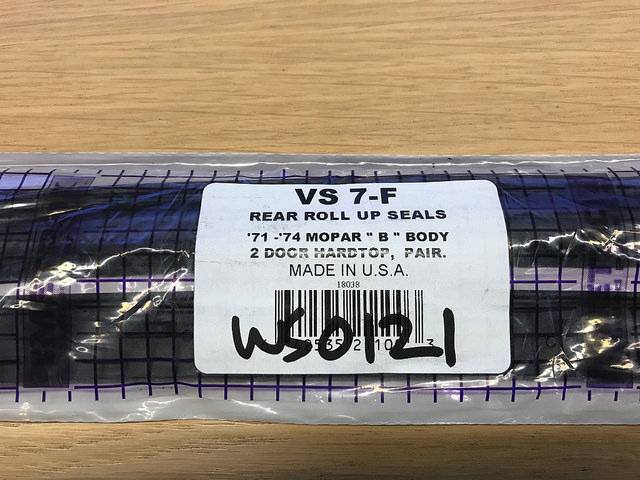 VS 7-F
REAR ROLL UP SEALS
'71 -'74 MOPAR " B " BODY
2 DOOR HARDTOP, PAIR.
MADE IN U.S.A.
18038
WS0121